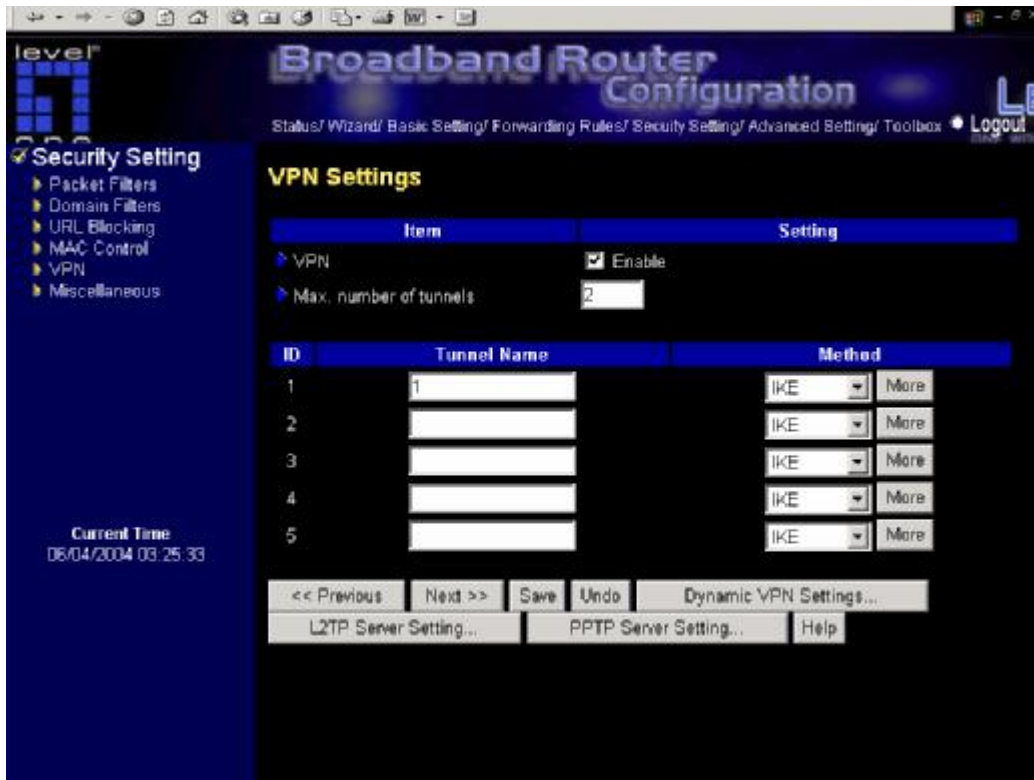 level
Broadband Router
Configuration
Status/ Wizard/ Basic Setting/ Forwarding Rules/ Security Setting/ Advanced Setting/ Toolbox Logout
Security Setting
Packet Filters
Domain Filters
URL Blocking
MAC Control
VPN
Miscellaneous
Current Time
06/04/2004 03:25:33
VPN Settings
Item Setting
VPN Enable
Max. number of tunnels 2
ID Tunnel Name Method
1 1 IKE More
2 IKE More
3 IKE More
4 IKE More
5 IKE More
<< Previous Next >> Save Undo Dynamic VPN Settings...
L2TP Server Setting... PPTP Server Setting... Help